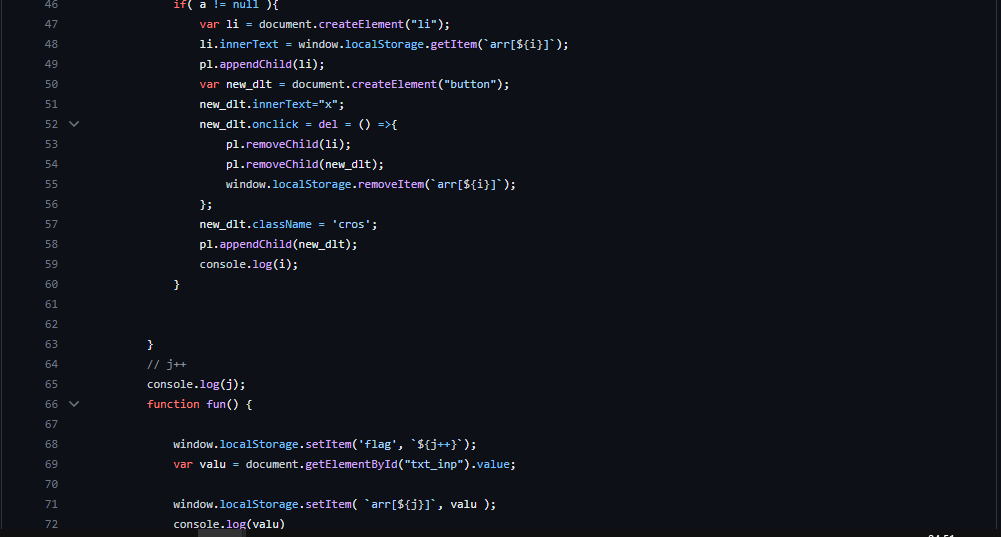 46 if( a != null ){
47 var li = document.createElement("li");
48 li.innerText = window.localStorage.getItem(`arr[${i}]`);
49 pl.appendChild(li);
50 var new_dlt = document.createElement("button");
51 new_dlt.innerText="x";
52 new_dlt.onclick = del = () =>{
53 pl.removeChild(li);
54 pl.removeChild(new_dlt);
55 window.localStorage.removeItem(`arr[${i}]`);
56 };
57 new_dlt.className = 'cros';
58 pl.appendChild(new_dlt);
59 console.log(i);
60 }
61
62
63 }
64 // j++
65 console.log(j);
66 function fun() {
67
68 window.localStorage.setItem('flag', `${j++}`);
69 var valu = document.getElementById("txt_inp").value;
70
71 window.localStorage.setItem( `arr[${j}]`, valu );
72 console.log(valu)